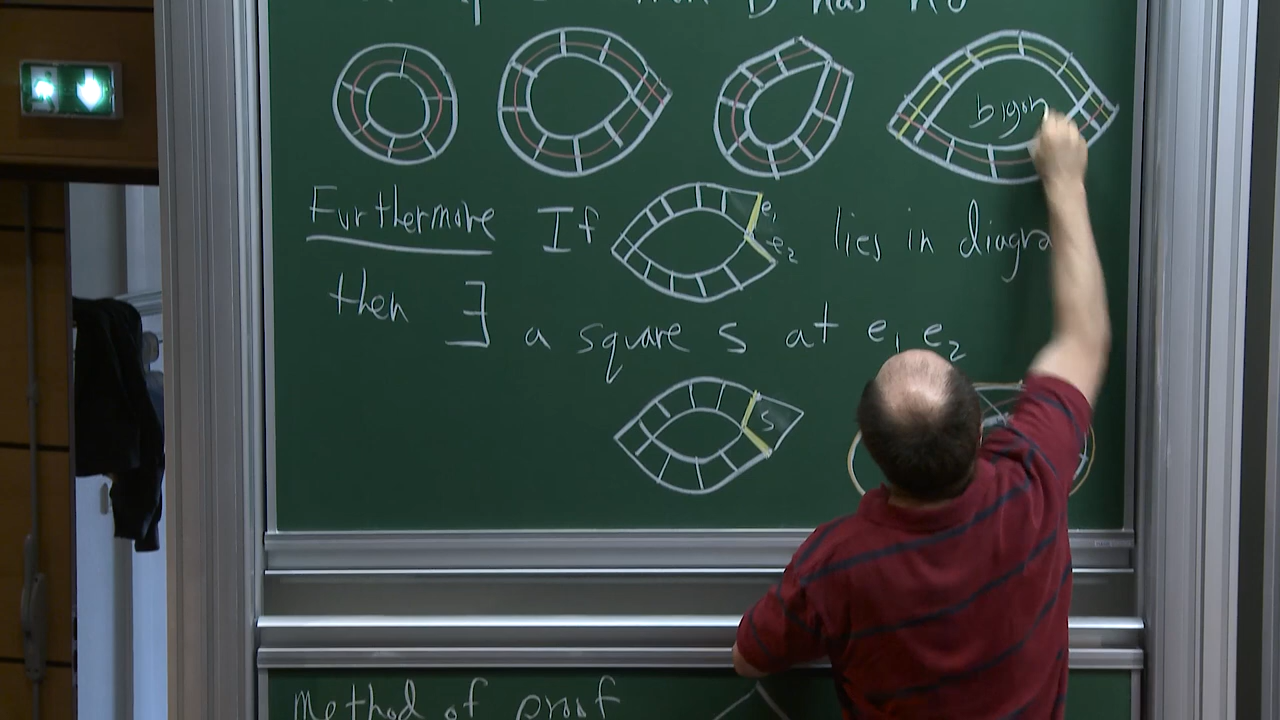 has no
bigon
Furthermore If e1 e2 lies in diagra
then ∃ a square s at e1 e2
s
Method of proof